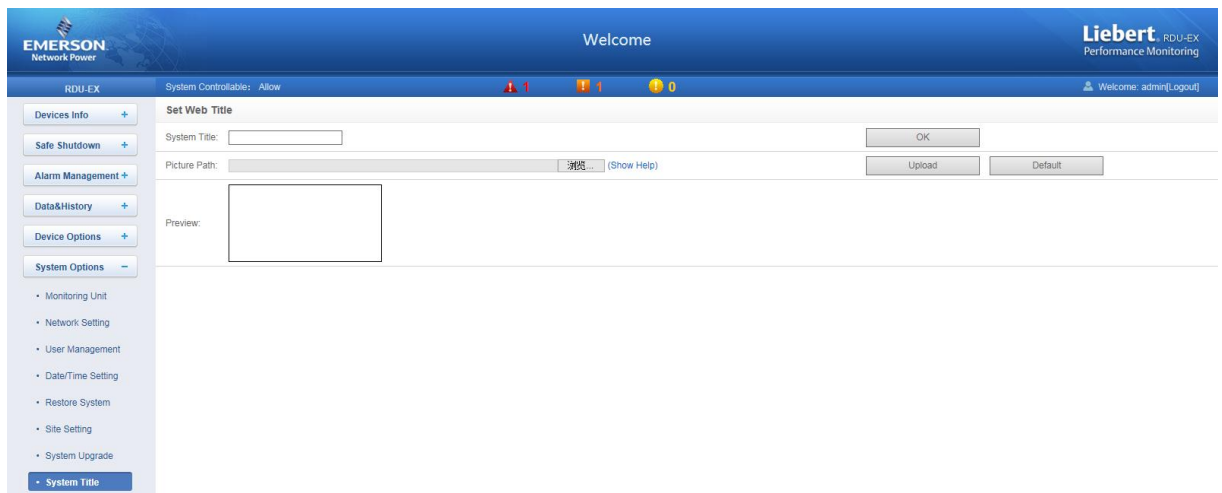 EMERSON.
Network Power
Welcome
Liebert. RDU-EX
Performance Monitoring
RDU-EX
System Controllable: Allow
1
1
0
Welcome: admin[Logout]
Devices Info +
Safe Shutdown +
Alarm Management +
Data&History +
Device Options +
System Options −
• Monitoring Unit
• Network Setting
• User Management
• Date/Time Setting
• Restore System
• Site Setting
• System Upgrade
• System Title
Set Web Title
System Title:
OK
Picture Path:
浏览...
(Show Help)
Upload
Default
Preview: